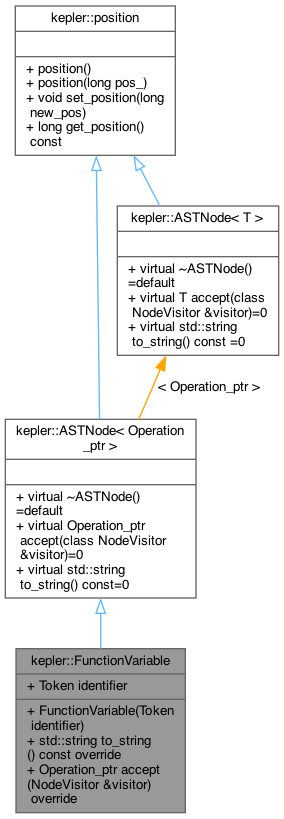 kepler::position
+ position()
+ position(long pos_)
+ void set_position(long
new_pos)
+ long get_position()
const
kepler::ASTNode< T >
+ virtual ~ASTNode()
=default
+ virtual T accept(class
NodeVisitor &visitor)=0
+ virtual std::string
to_string() const =0
< Operation_ptr >
kepler::ASTNode< Operation
_ptr >
+ virtual ~ASTNode()
=default
+ virtual Operation_ptr
accept(class NodeVisitor
&visitor)=0
+ virtual std::string
to_string() const=0
kepler::FunctionVariable
+ Token identifier
+ FunctionVariable(Token
identifier)
+ std::string to_string
() const override
+ Operation_ptr accept
(NodeVisitor &visitor)
override